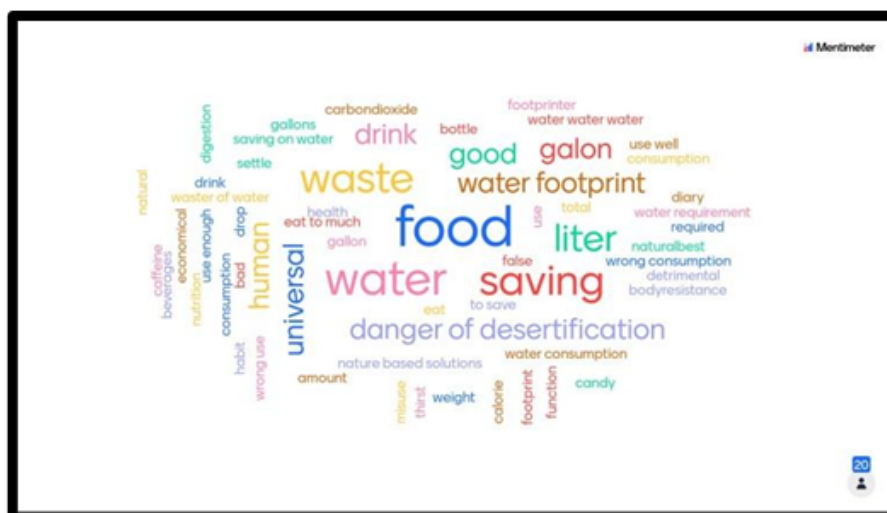 Mentimeter
carbondioxide
footprinter
digestion
gallons
drink
bottle
water water water
saving on water
good
galon
use well
settle
consumption
natural
drink
waste
water footprint
waster of water
diary
economical
use enough
drop
health
food
use
total
water requirement
eat to much
required
human
gallon
liter
naturalbest
caffeine
beverages
universal
false
wrong consumption
nutrition
consumption
bad
water
saving
detrimental
bodyresistance
eat
to save
danger of desertification
habit
wrong use
nature based solutions
water consumption
amount
misuse
thirst
weight
calorie
footprint
function
candy
20